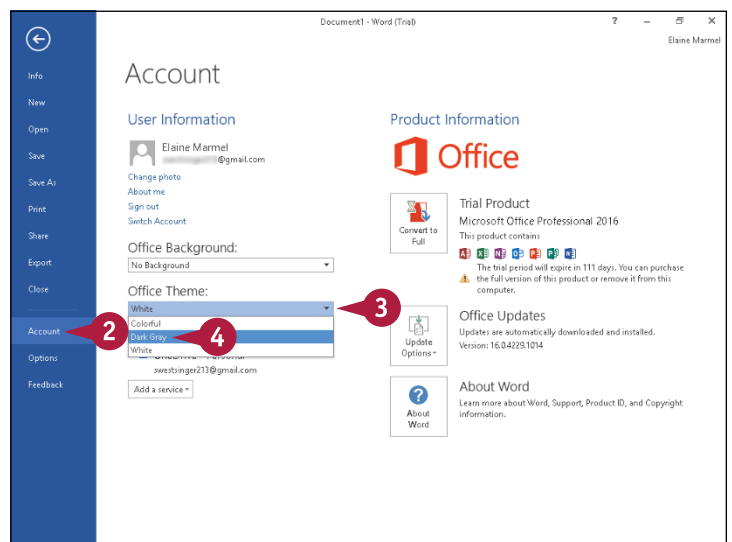 Document1 - Word (Trial)
?
Elaine Marmel
Info
New
Open
Save
Save As
Print
Share
Export
Close
Account
Options
Feedback
Account
User Information
Elaine Marmel
@gmail.com
Change photo
About me
Sign out
Switch Account
Office Background:
No Background
Office Theme:
White
Colorful
Dark Gray
White
swestsinger213@gmail.com
Add a service
2
3
4
Product Information
Office
Convert to
Full
Trial Product
Microsoft Office Professional 2016
This product contains
The trial period will expire in 111 days. You can purchase
the full version of this product or remove it from this
computer.
Update
Options
Office Updates
Updates are automatically downloaded and installed.
Version: 16.0.4229.1014
?
About
Word
About Word
Learn more about Word, Support, Product ID, and Copyright
information.